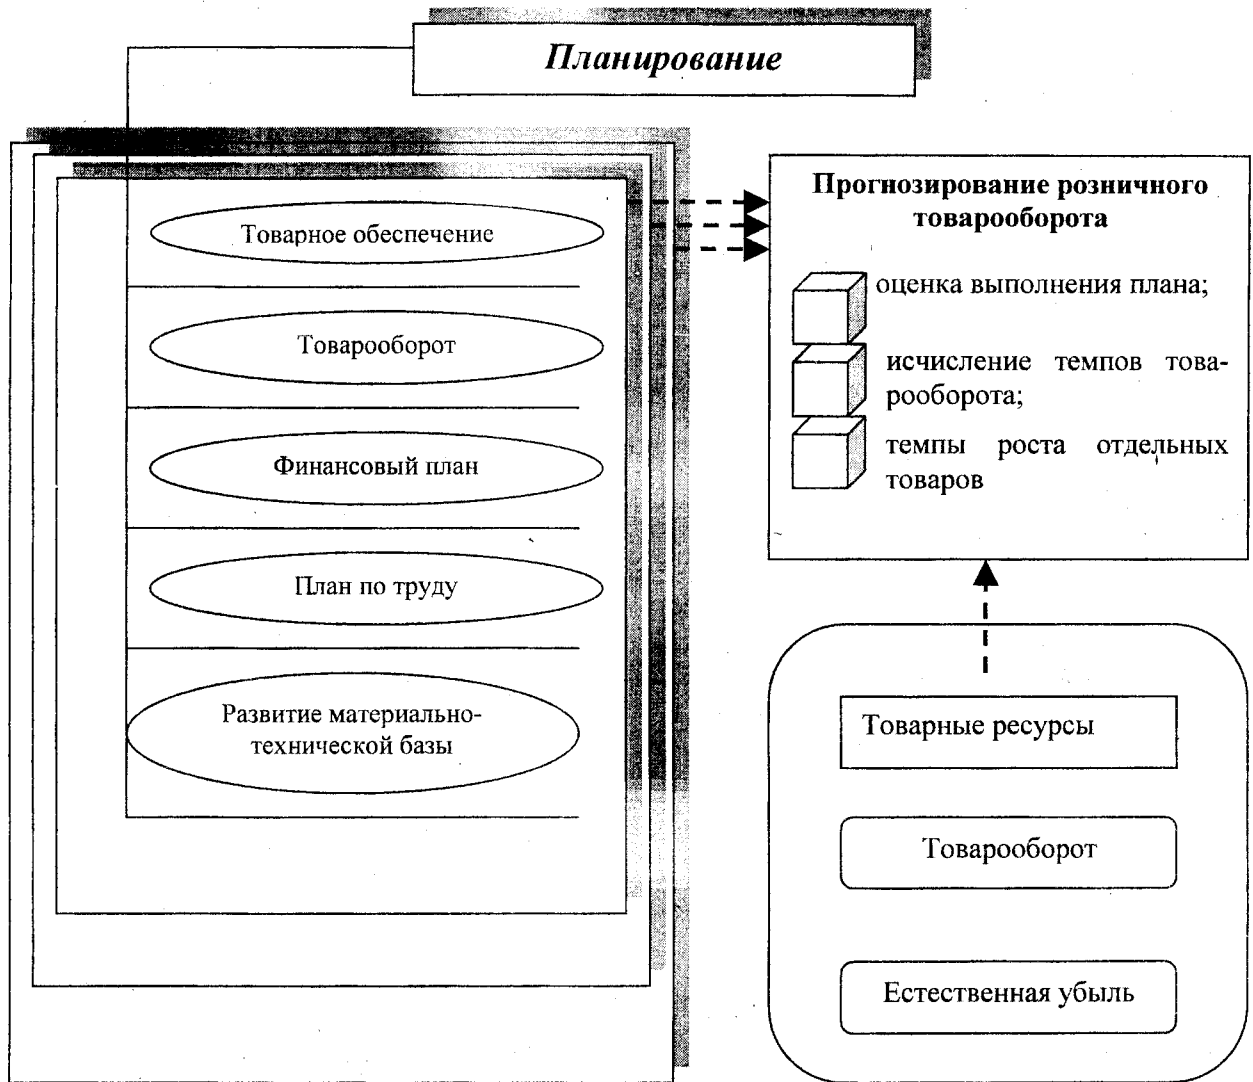 Планирование
Товарное обеспечение
Товарооборот
Финансовый план
План по труду
Развитие материально-
технической базы
Прогнозирование розничного
товарооборота
оценка выполнения плана;
исчисление темпов това-
рооборота;
темпы роста отдельных
товаров
Товарные ресурсы
Товарооборот
Естественная убыль